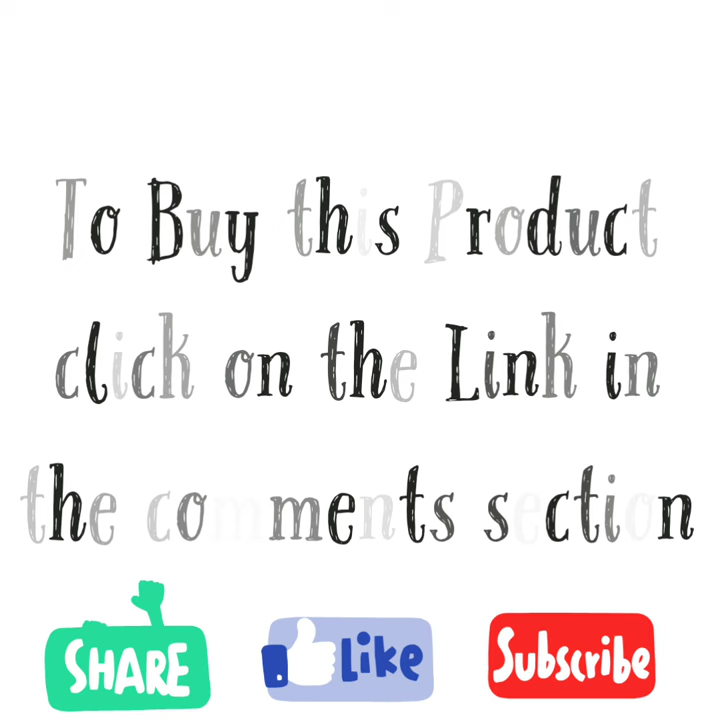 To Buy this Product
click on the Link in
the comments section
SHARE Like Subscribe